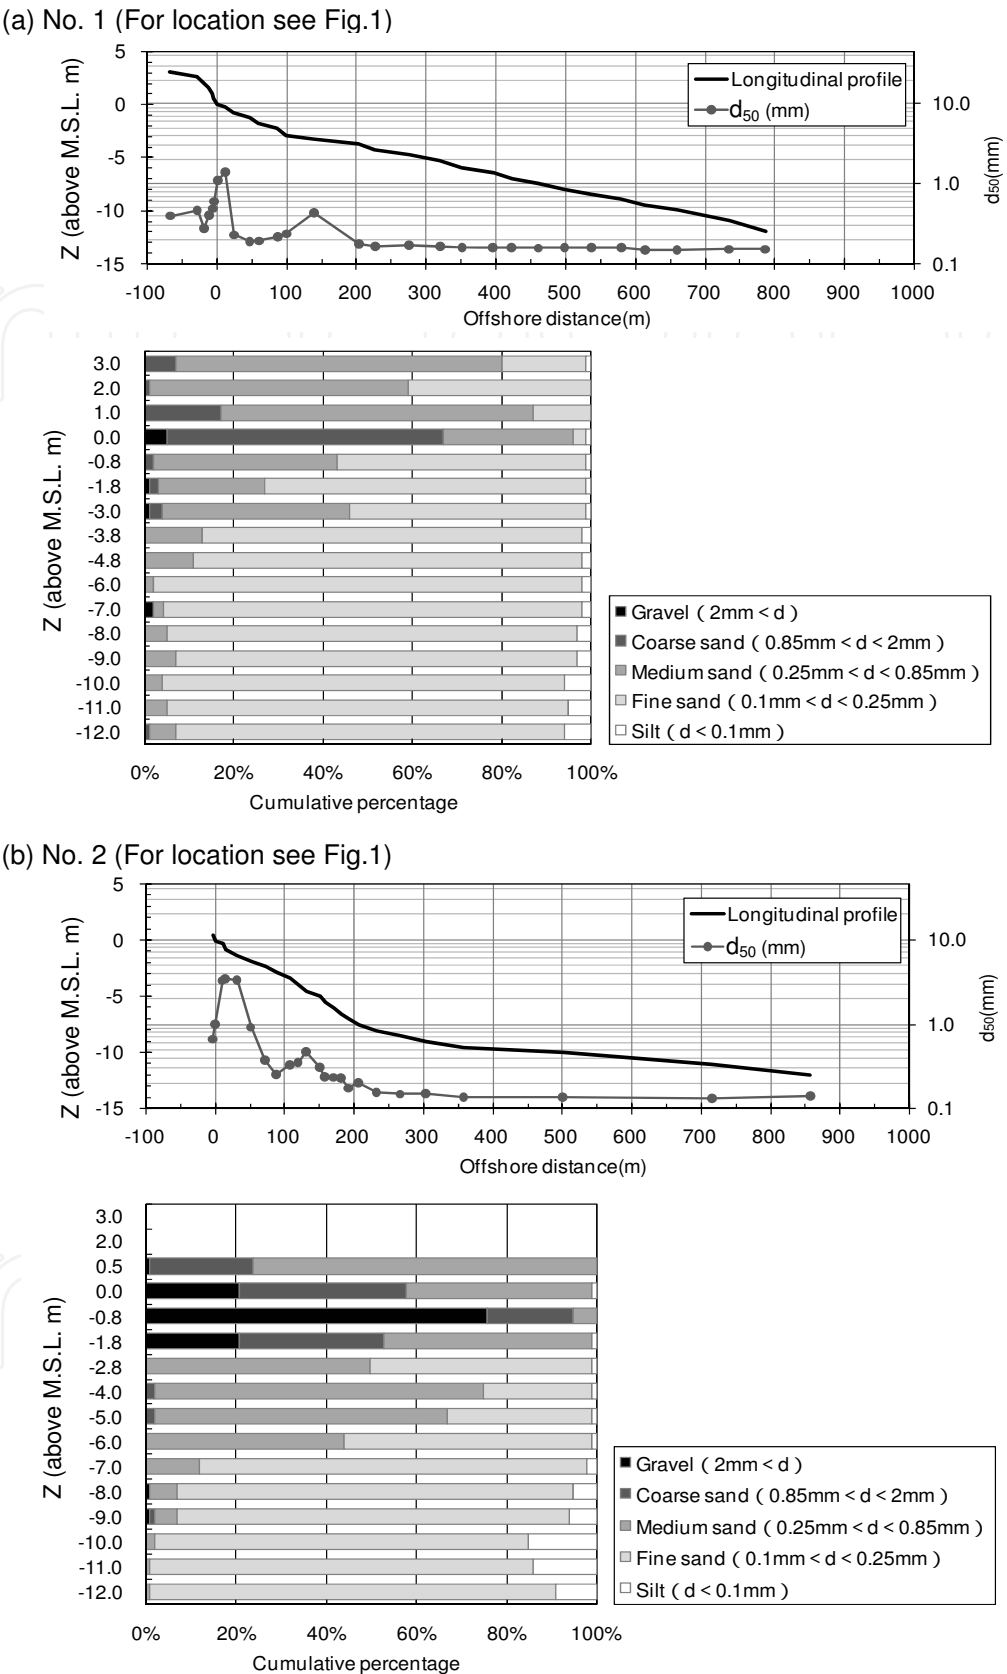 (a) No. 1 (For location see Fig.1)
5
0
-5
-10
-15
Z (above M.S.L. m)
Longitudinal profile
d50 (mm)
10.0
1.0
0.1
d50(mm)
-100 0 100 200 300 400 500 600 700 800 900 1000
Offshore distance(m)
Z (above M.S.L. m)
3.0
2.0
1.0
0.0
-0.8
-1.8
-3.0
-3.8
-4.8
-6.0
-7.0
-8.0
-9.0
-10.0
-11.0
-12.0
0% 20% 40% 60% 80% 100%
Cumulative percentage
Gravel ( 2mm < d )
Coarse sand ( 0.85mm < d < 2mm )
Medium sand ( 0.25mm < d < 0.85mm )
Fine sand ( 0.1mm < d < 0.25mm )
Silt ( d < 0.1mm )
(b) No. 2 (For location see Fig.1)
5
0
-5
-10
-15
Z (above M.S.L. m)
Longitudinal profile
d50 (mm)
10.0
1.0
0.1
d50(mm)
-100 0 100 200 300 400 500 600 700 800 900 1000
Offshore distance(m)
Z (above M.S.L. m)
3.0
2.0
0.5
0.0
-0.8
-1.8
-2.8
-4.0
-5.0
-6.0
-7.0
-8.0
-9.0
-10.0
-11.0
-12.0
0% 20% 40% 60% 80% 100%
Cumulative percentage
Gravel ( 2mm < d )
Coarse sand ( 0.85mm < d < 2mm )
Medium sand ( 0.25mm < d < 0.85mm )
Fine sand ( 0.1mm < d < 0.25mm )
Silt ( d < 0.1mm )